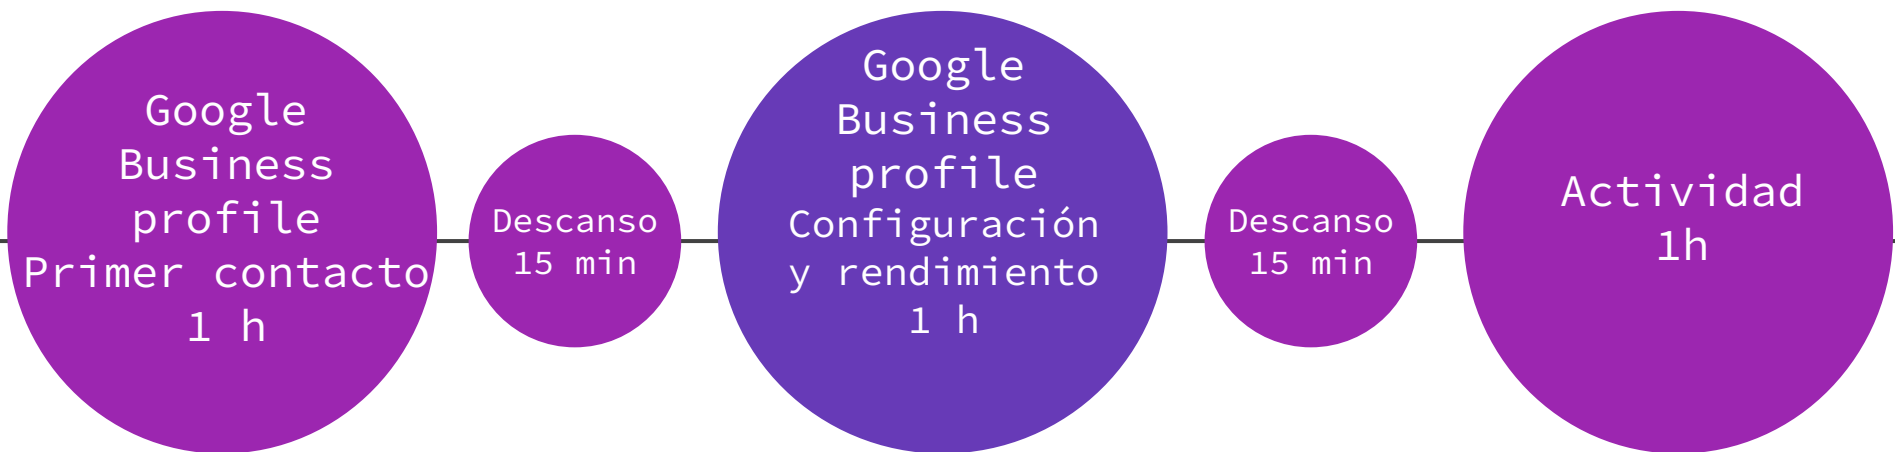 Google
Business
profile
Primer contacto
1 h
Descanso
15 min
Google
Business
profile
Configuración
y rendimiento
1 h
Descanso
15 min
Actividad
1h